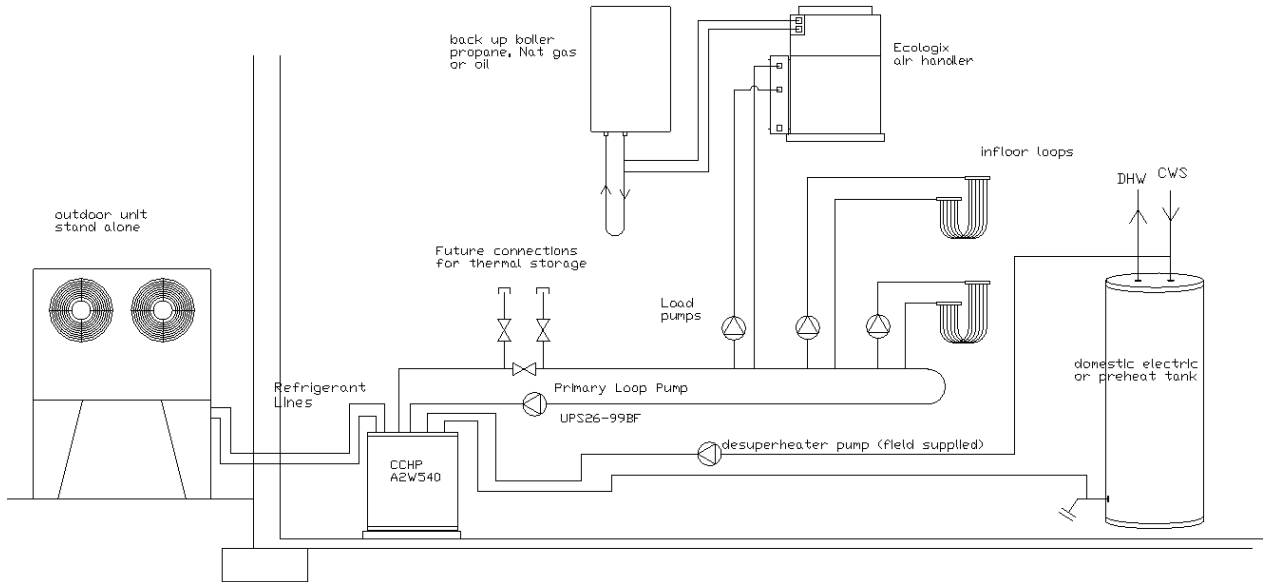 back up boiler
propane, Nat gas
or oil
Ecologix
air handler
infloor loops
DHW
CWS
outdoor unit
stand alone
Future connections
for thermal storage
Load
pumps
domestic electric
or preheat tank
Refrigerant
Lines
Primary Loop Pump
UPS26-99BF
desuperheater pump (field supplied)
CCHP
A2W540